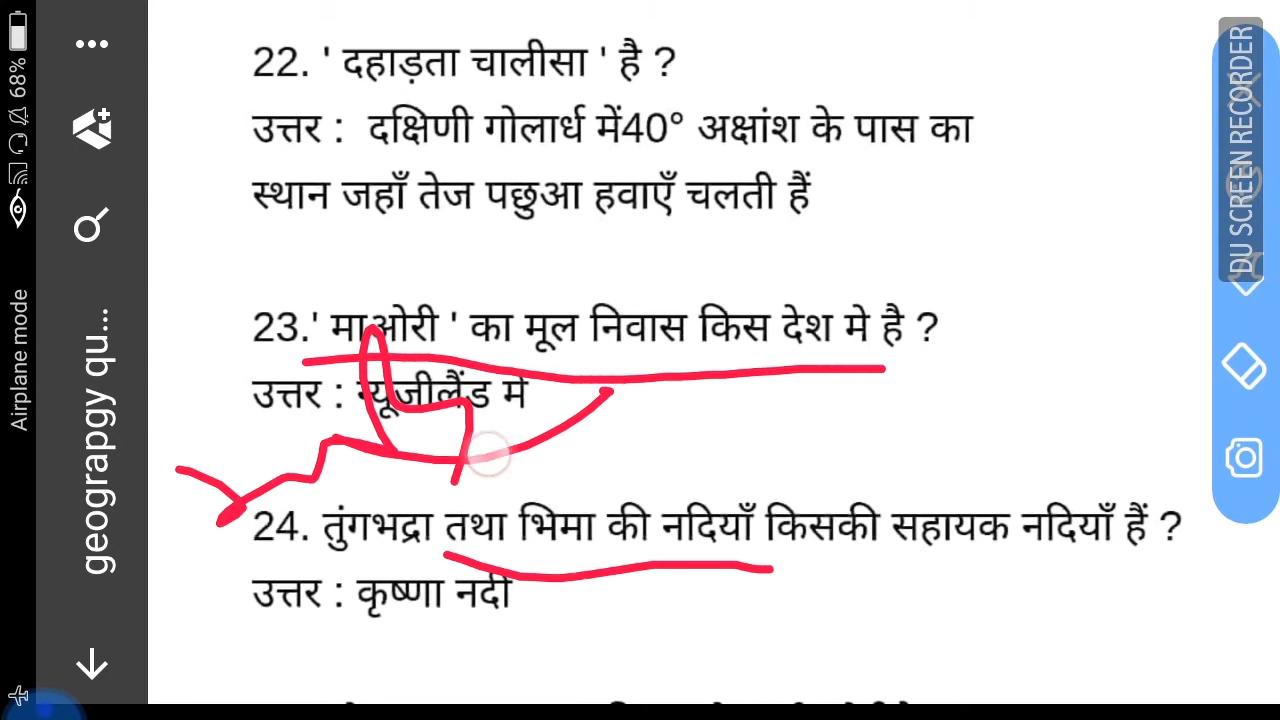 68%
Airplane mode
geograpgy qu...
22. ' दहाड़ता चालीसा ' है ?
उत्तर : दक्षिणी गोलार्ध में40° अक्षांश के पास का
स्थान जहाँ तेज पछुआ हवाएँ चलती हैं
23.' माओरी ' का मूल निवास किस देश मे है ?
उत्तर : न्यूजीलैंड मे
24. तुंगभद्रा तथा भिमा की नदियाँ किसकी सहायक नदियाँ हैं ?
उत्तर : कृष्णा नदी
DU SCREEN RECORDER